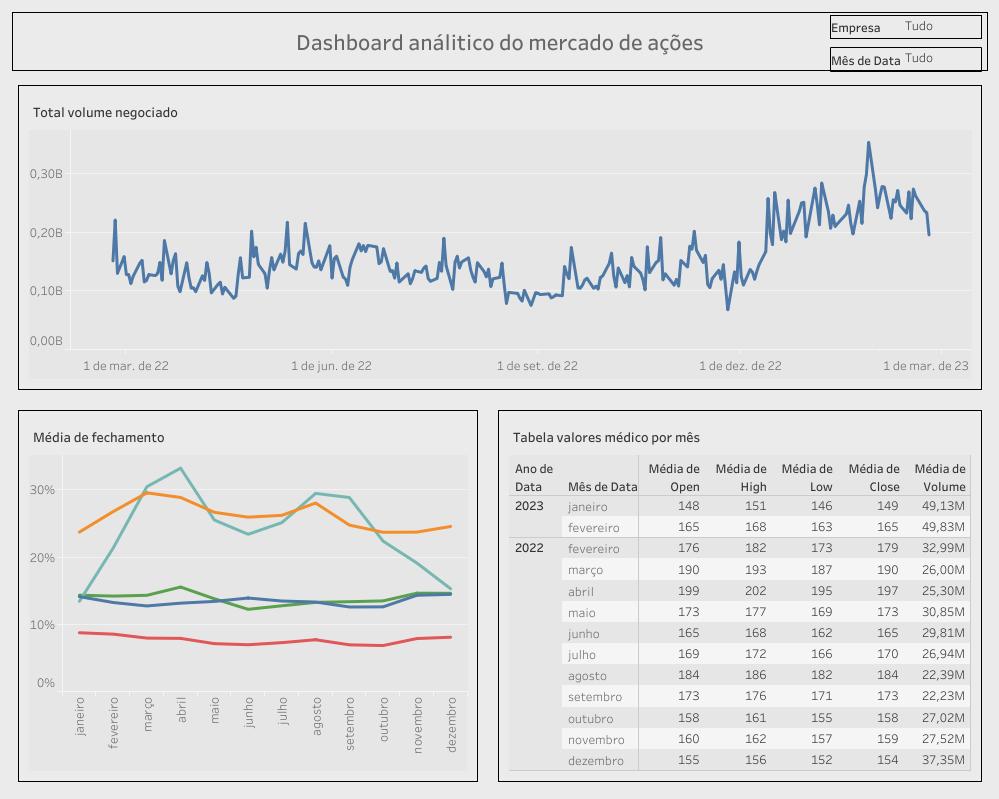 Dashboard análitico do mercado de ações
Empresa Tudo
Mês de Data Tudo
Total volume negociado
0,30B
0,20B
0,10B
0,00B
1 de mar. de 22 1 de jun. de 22 1 de set. de 22 1 de dez. de 22 1 de mar. de 23
Média de fechamento
30%
20%
10%
0%
janeiro fevereiro março abril maio junho julho agosto setembro outubro novembro dezembro
Tabela valores médico por mês
Ano de Média de Média de Média de Média de Média de
Data Mês de Data Open High Low Close Volume
2023 janeiro 148 151 146 149 49,13M
fevereiro 165 168 163 165 49,83M
2022 fevereiro 176 182 173 179 32,99M
março 190 193 187 190 26,00M
abril 199 202 195 197 25,30M
maio 173 177 169 173 30,85M
junho 165 168 162 165 29,81M
julho 169 172 166 170 26,94M
agosto 184 186 182 184 22,39M
setembro 173 176 171 173 22,23M
outubro 158 161 155 158 27,02M
novembro 160 162 157 159 27,52M
dezembro 155 156 152 154 37,35M